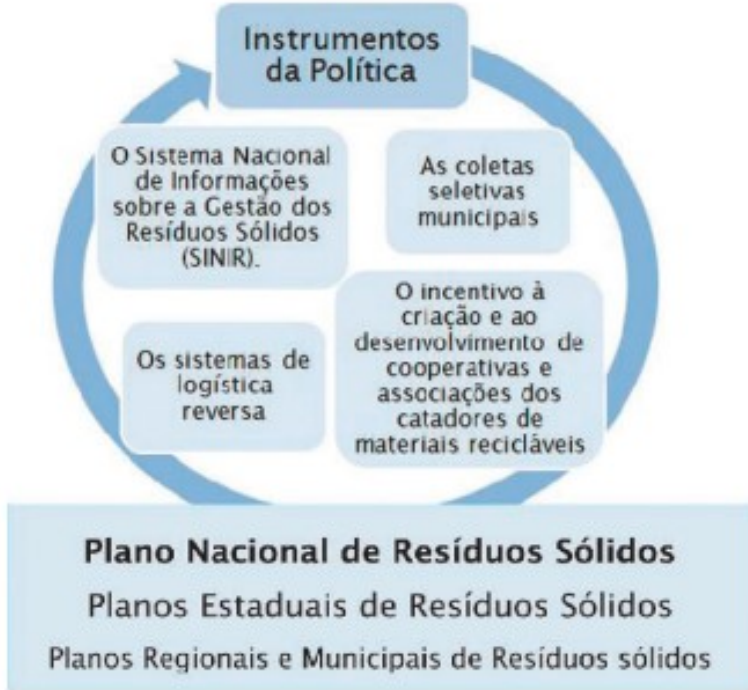 Instrumentos
da Política
O Sistema Nacional
de Informações
sobre a Gestão dos
Resíduos Sólidos
(SINIR).
As coletas
seletivas
municipais
Os sistemas de
logística
reversa
O incentivo à
criação e ao
desenvolvimento de
cooperativas e
associações dos
catadores de
materiais recicláveis
Plano Nacional de Resíduos Sólidos
Planos Estaduais de Resíduos Sólidos
Planos Regionais e Municipais de Resíduos sólidos